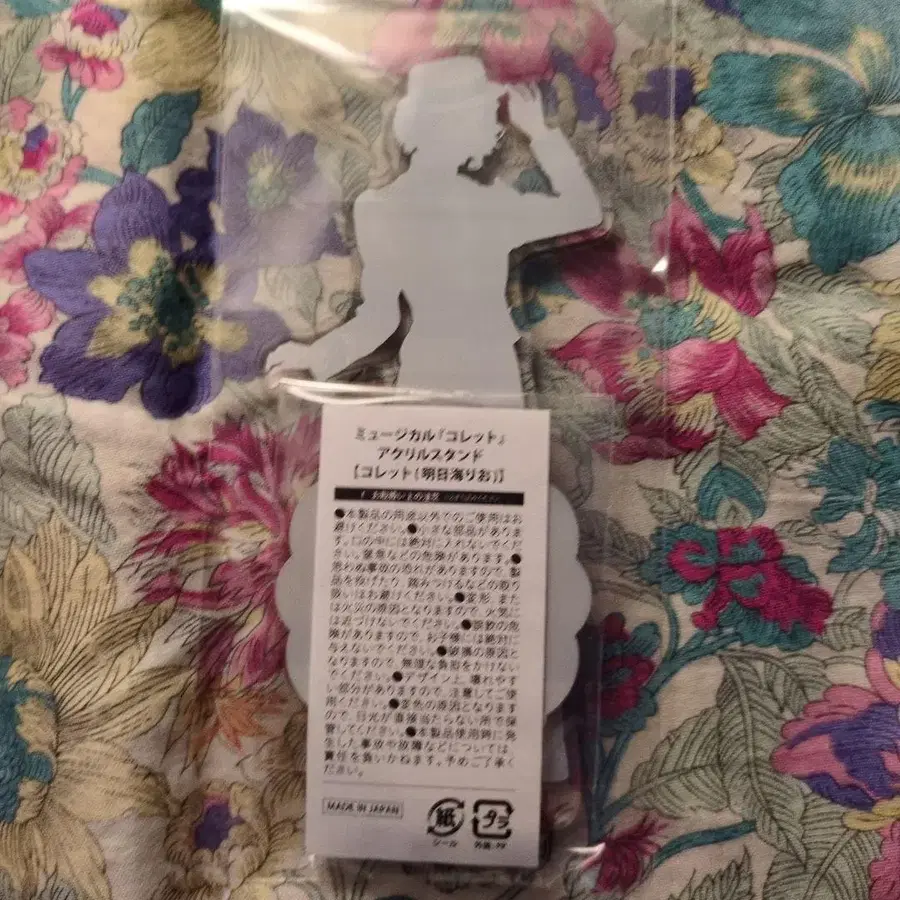 ミュージカル「コレット」
アクリルスタンド
【コレット(明日海りお)】
お取扱い上の注意
●本製品の用途以外でのご使用はお
避けください。●小さな部品がありま
す。口の中には絶対に入れないでくだ
さい。窒息などの危険があります。●
思わぬ事故の恐れがありますので、製
品を投げたり、踏みつけるなどの取り
扱いはお避けください。●変形、また
は火災の原因となりますので、火気に
は近づけないでください。●誤飲の危
険がありますので、お子様には絶対に
与えないでください。●破損の原因と
なりますので、無理な負担をかけない
でください。●デザイン上、壊れやす
い部分がありますので、注意してご使
用ください。●変色の原因となります
ので、日光が直接当たらない所で保
管してください。●本製品使用時に発
生した事故や故障などについては
責任を負いかねます。予めご了承く
ださい。
MADE IN JAPAN
紙
シール
プラ
外装:PP